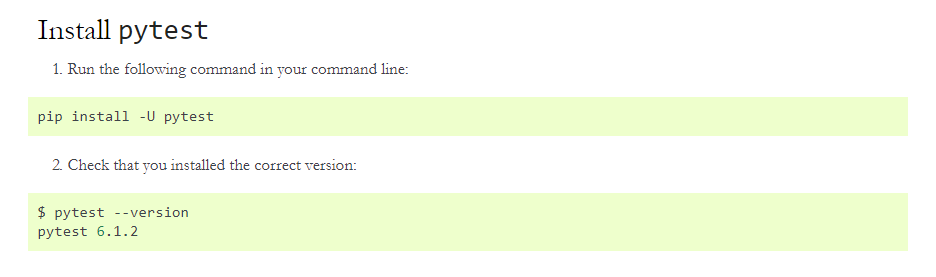 Install pytest
1. Run the following command in your command line:
pip install -U pytest
2. Check that you installed the correct version:
$ pytest --version
pytest 6.1.2